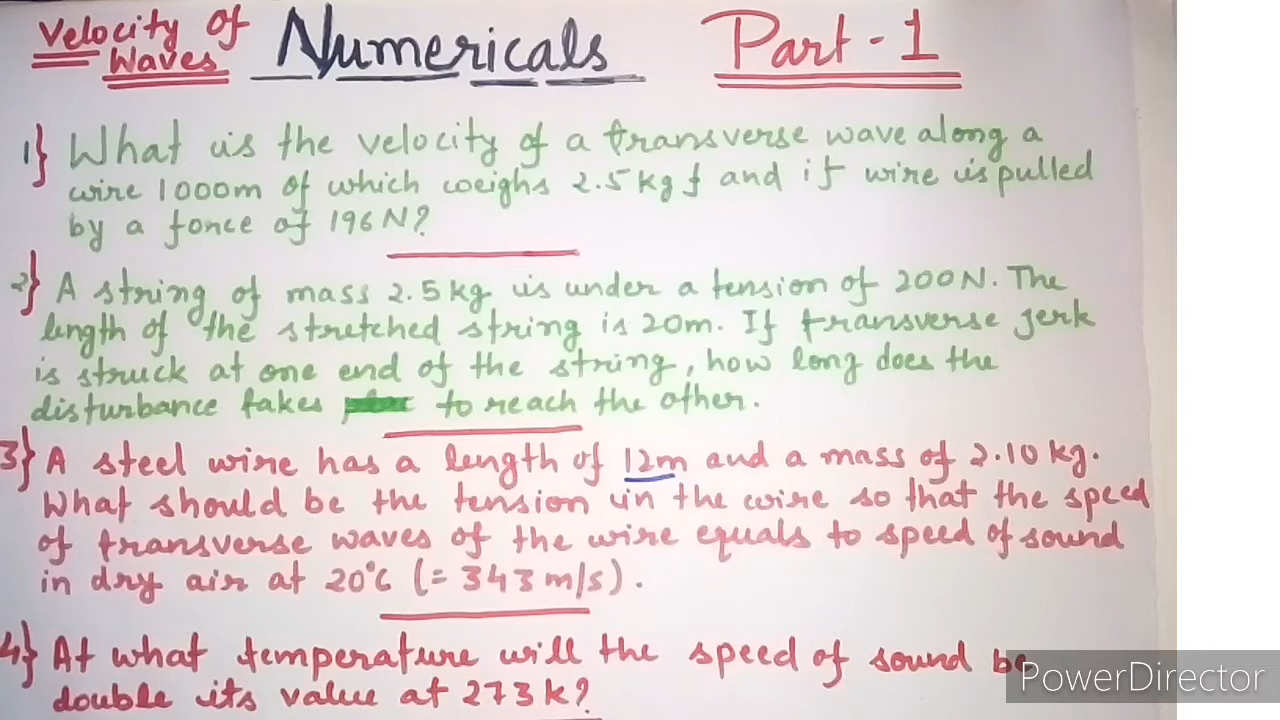 Velocity of Waves Numericals Part - 1
1} What is the velocity of a transverse wave along a
wire 1000m of which weighs 2.5 kg f and if wire is pulled
by a force of 196 N?
2} A string of mass 2.5 kg is under a tension of 200N. The
length of the stretched string is 20m. If transverse jerk
is struck at one end of the string, how long does the
disturbance takes to reach the other.
3} A steel wire has a length of 12m and a mass of 2.10 kg.
What should be the tension in the wire so that the speed
of transverse waves of the wire equals to speed of sound
in dry air at 20°C (= 343 m/s).
4} At what temperature will the speed of sound be
double its value at 273 k?
PowerDirector